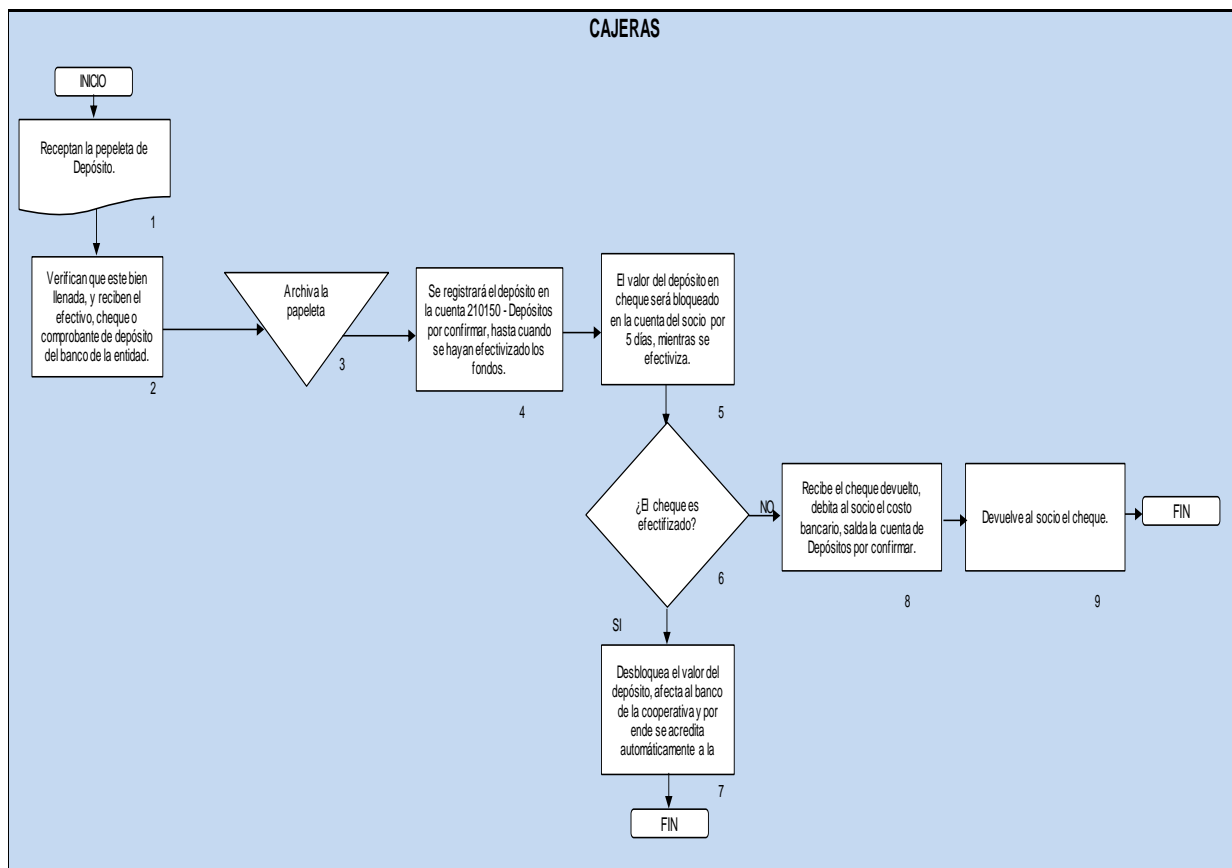 CAJERAS
INICIO
Receptan la pepeleta de
Depósito.
1
Verifican que este bien
llenada, y reciben el
efectivo, cheque o
comprobante de depósito
del banco de la entidad.
2
Archiva la
papeleta
3
Se registrará el depósito en
la cuenta 210150 - Depósitos
por confirmar, hasta cuando
se hayan efectivizado los
fondos.
4
El valor del depósito en
cheque será bloqueado
en la cuenta del socio por
5 días, mientras se
efectiviza.
5
¿El cheque es
efectifizado?
6
NO
Recibe el cheque devuelto,
debita al socio el costo
bancario, salda la cuenta de
Depósitos por confirmar.
8
Devuelve al socio el cheque.
9
FIN
SI
Desbloquea el valor del
depósito, afecta al banco
de la cooperativa y por
ende se acredita
automáticamente a la
7
FIN